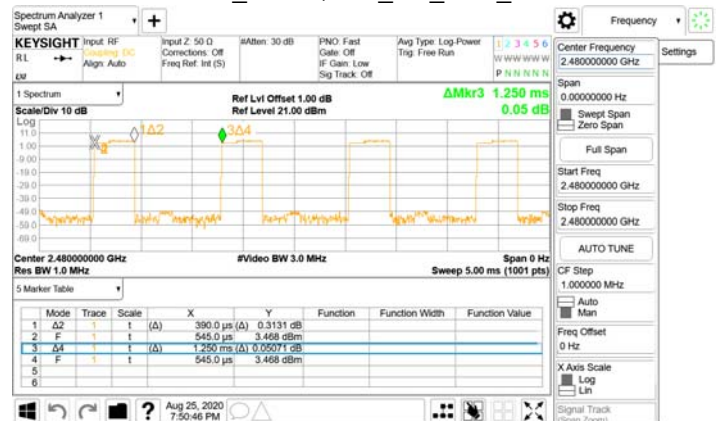 Spectrum Analyzer 1
Swept SA
+
Frequency
KEYSIGHT
RL
Input: RF
Coupling: DC
Align: Auto
Input Z: 50 Ω
Corrections: Off
Freq Ref: Int (S)
#Atten: 30 dB
PNO: Fast
Gate: Off
IF Gain: Low
Sig Track: Off
Avg Type: Log-Power
Trig: Free Run
1 2 3 4 5 6
W W W W W W
P N N N N N
Center Frequency
2.480000000 GHz
Settings
1 Spectrum
Scale/Div 10 dB
Ref Lvl Offset 1.00 dB
Ref Level 21.00 dBm
ΔMkr3 1.250 ms
0.05 dB
Log
11.0
1.00
-9.00
-19.0
-29.0
-39.0
-49.0
-59.0
-69.0
1Δ2
3Δ4
Center 2.480000000 GHz
Res BW 1.0 MHz
#Video BW 3.0 MHz
Span 0 Hz
Sweep 5.00 ms (1001 pts)
Span
0.00000000 Hz
Swept Span
Zero Span
Full Span
Start Freq
2.480000000 GHz
Stop Freq
2.480000000 GHz
AUTO TUNE
CF Step
1.000000 MHz
Auto
Man
Freq Offset
0 Hz
X Axis Scale
Log
Lin
Signal Track
(Span Zoom)
5 Marker Table
Mode Trace Scale X Y Function Function Width Function Value
1 Δ2 1 t (Δ) 390.0 µs (Δ) 0.3131 dB
2 F 1 t 545.0 µs 3.468 dBm
3 Δ4 1 t (Δ) 1.250 ms (Δ) 0.05071 dB
4 F 1 t 545.0 µs 3.468 dBm
5
6
?
Aug 25, 2020
7:50:46 PM